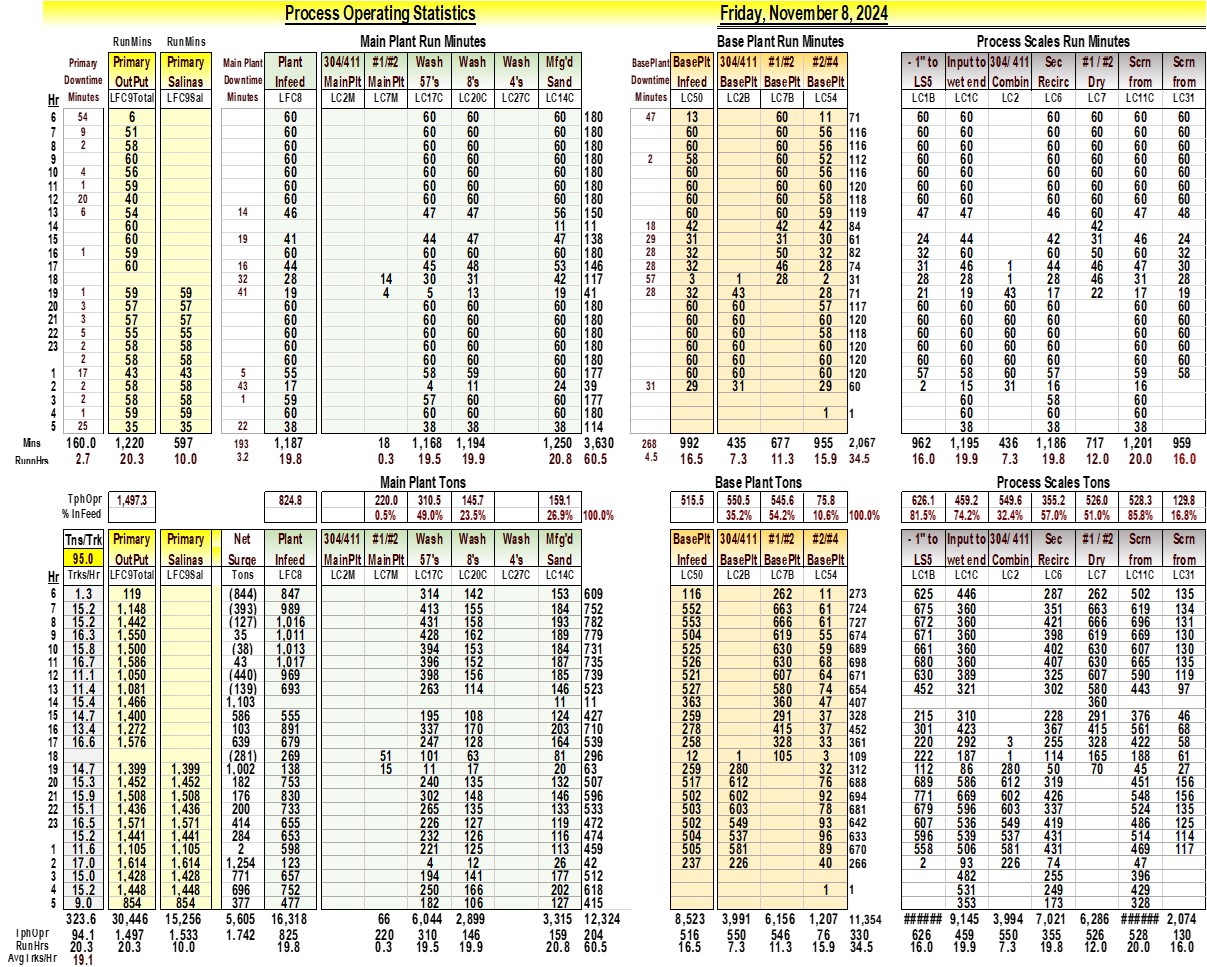 Process Operating Statistics Friday, November 8, 2024
RunMins RunMins Main Plant Run Minutes Base Plant Run Minutes Process Scales Run Minutes
Primary Primary Primary Main Plant Plant 304/411 #1/#2 Wash Wash Wash Mfg'd BasePlant BasePlt 304/411 #1/#2 #2/#4 - 1" to Input to 304/ 411 Sec #1 / #2 Scrn Scrn
Downtime OutPut Salinas Downtime Infeed MainPlt MainPlt 57's 8's 4's Sand Downtime Infeed BasePlt BasePlt BasePlt LS5 wet end Combin Recirc Dry from from
Hr Minutes LFC9Total LFC9Sal Minutes LFC8 LC2M LC7M LC17C LC20C LC27C LC14C Minutes LC50 LC2B LC7B LC54 LC1B LC1C LC2 LC6 LC7 LC11C LC31
6 54 6 60 60 60 60 180 47 13 60 11 71 60 60 60 60 60 60
7 9 51 60 60 60 60 180 60 60 56 116 60 60 60 60 60 60
8 2 58 60 60 60 60 180 60 60 56 116 60 60 60 60 60 60
9 60 60 60 60 60 180 2 58 60 52 112 60 60 60 60 60 60
10 4 56 60 60 60 60 180 60 60 56 116 60 60 60 60 60 60
11 1 59 60 60 60 60 180 60 60 60 120 60 60 60 60 60 60
12 20 40 60 60 60 60 180 60 60 58 118 60 60 60 60 60 60
13 6 54 14 46 47 47 56 150 60 60 59 119 47 47 46 60 47 48
14 60 11 11 18 42 42 42 84 42
15 60 19 41 44 47 47 138 29 31 31 30 61 24 44 42 31 46 24
16 1 59 60 60 60 60 180 28 32 50 32 82 32 60 60 50 60 32
17 60 16 44 45 48 53 146 28 32 46 28 74 31 46 1 44 46 47 30
18 32 28 14 30 31 42 117 57 3 1 28 2 31 28 28 1 28 46 31 28
19 1 59 59 41 19 4 5 13 19 41 28 32 43 28 71 21 19 43 17 22 17 19
20 3 57 57 60 60 60 60 180 60 60 57 117 60 60 60 60 60 60
21 3 57 57 60 60 60 60 180 60 60 60 120 60 60 60 60 60 60
22 5 55 55 60 60 60 60 180 60 60 58 118 60 60 60 60 60 60
23 2 58 58 60 60 60 60 180 60 60 60 120 60 60 60 60 60 60
2 58 58 60 60 60 60 180 60 60 60 120 60 60 60 60 60 60
1 17 43 43 5 55 58 59 60 177 60 60 60 120 57 58 60 57 59 58
2 2 58 58 43 17 4 11 24 39 31 29 31 29 60 2 15 31 16 16
3 2 58 58 1 59 57 60 60 177 60 58 60
4 1 59 59 60 60 60 60 180 1 1 60 60 60
5 25 35 35 22 38 38 38 38 114 38 38 38
Mins 160.0 1,220 597 193 1,187 18 1,168 1,194 1,250 3,630 268 992 435 677 955 2,067 962 1,195 436 1,186 717 1,201 959
RunnHrs 2.7 20.3 10.0 3.2 19.8 0.3 19.5 19.9 20.8 60.5 4.5 16.5 7.3 11.3 15.9 34.5 16.0 19.9 7.3 19.8 12.0 20.0 16.0
Main Plant Tons Base Plant Tons Process Scales Tons
TphOpr 1,497.3 824.8 220.0 310.5 145.7 159.1 515.5 550.5 545.6 75.8 626.1 459.2 549.6 355.2 526.0 528.3 129.8
% InFeed 0.5% 49.0% 23.5% 26.9% 100.0% 35.2% 54.2% 10.6% 100.0% 81.5% 74.2% 32.4% 57.0% 51.0% 85.8% 16.8%
Tns/Trk Primary Primary Net Plant 304/411 #1/#2 Wash Wash Wash Mfg'd BasePlt 304/411 #1/#2 #2/#4 - 1" to Input to 304/ 411 Sec #1 / #2 Scrn Scrn
95.0 OutPut Salinas Surge Infeed MainPlt MainPlt 57's 8's 4's Sand Infeed BasePlt BasePlt BasePlt LS5 wet end Combin Recirc Dry from from
Hr Trks/Hr LFC9Total LFC9Sal Tons LFC8 LC2M LC7M LC17C LC20C LC27C LC14C LC50 LC2B LC7B LC54 LC1B LC1C LC2 LC6 LC7 LC11C LC31
6 1.3 119 (844) 847 314 142 153 609 116 262 11 273 625 446 287 262 502 135
7 15.2 1,148 (393) 989 413 155 184 752 552 663 61 724 675 360 351 663 619 134
8 15.2 1,442 (127) 1,016 431 158 193 782 553 666 61 727 672 360 421 666 696 131
9 16.3 1,550 35 1,011 428 162 189 779 504 619 55 674 671 360 398 619 669 130
10 15.8 1,500 (38) 1,013 394 153 184 731 525 630 59 689 661 360 402 630 607 130
11 16.7 1,586 43 1,017 396 152 187 735 526 630 68 698 680 360 407 630 665 135
12 11.1 1,050 (440) 969 398 156 185 739 521 607 64 671 630 389 325 607 590 119
13 11.4 1,081 (139) 693 263 114 146 523 527 580 74 654 452 321 302 580 443 97
14 15.4 1,466 1,103 11 11 363 360 47 407 360
15 14.7 1,400 586 555 195 108 124 427 259 291 37 328 215 310 228 291 376 46
16 13.4 1,272 103 891 337 170 203 710 278 415 37 452 301 423 367 415 561 68
17 16.6 1,576 639 679 247 128 164 539 258 328 33 361 220 292 3 255 328 422 58
18 (281) 269 51 101 63 81 296 12 1 105 3 109 222 187 1 114 165 188 61
19 14.7 1,399 1,399 1,002 138 15 11 17 20 63 259 280 32 312 112 86 280 50 70 45 27
20 15.3 1,452 1,452 182 753 240 135 132 507 517 612 76 688 689 586 612 319 451 156
21 15.9 1,508 1,508 176 830 302 148 146 596 502 602 92 694 771 669 602 426 548 156
22 15.1 1,436 1,436 200 733 265 135 133 533 503 603 78 681 679 596 603 337 524 135
23 16.5 1,571 1,571 414 655 226 127 119 472 502 549 93 642 607 536 549 419 486 125
15.2 1,441 1,441 284 653 232 126 116 474 504 537 96 633 596 539 537 431 514 114
1 11.6 1,105 1,105 2 598 221 125 113 459 505 581 89 670 558 506 581 431 469 117
2 17.0 1,614 1,614 1,254 123 4 12 26 42 237 226 40 266 2 93 226 74 47
3 15.0 1,428 1,428 771 657 194 141 177 512 482 255 396
4 15.2 1,448 1,448 696 752 250 166 202 618 1 1 531 249 429
5 9.0 854 854 377 477 182 106 127 415 353 173 328
323.6 30,446 15,256 5,605 16,318 66 6,044 2,899 3,315 12,324 8,523 3,991 6,156 1,207 11,354 ###### 9,145 3,994 7,021 6,286 ###### 2,074
TphOpr 94.1 1,497 1,533 1.742 825 220 310 146 159 204 516 550 546 76 330 626 459 550 355 526 528 130
RunHrs 20.3 20.3 10.0 19.8 0.3 19.5 19.9 20.8 60.5 16.5 7.3 11.3 15.9 34.5 16.0 19.9 7.3 19.8 12.0 20.0 16.0
AvgTrks/Hr 19.1